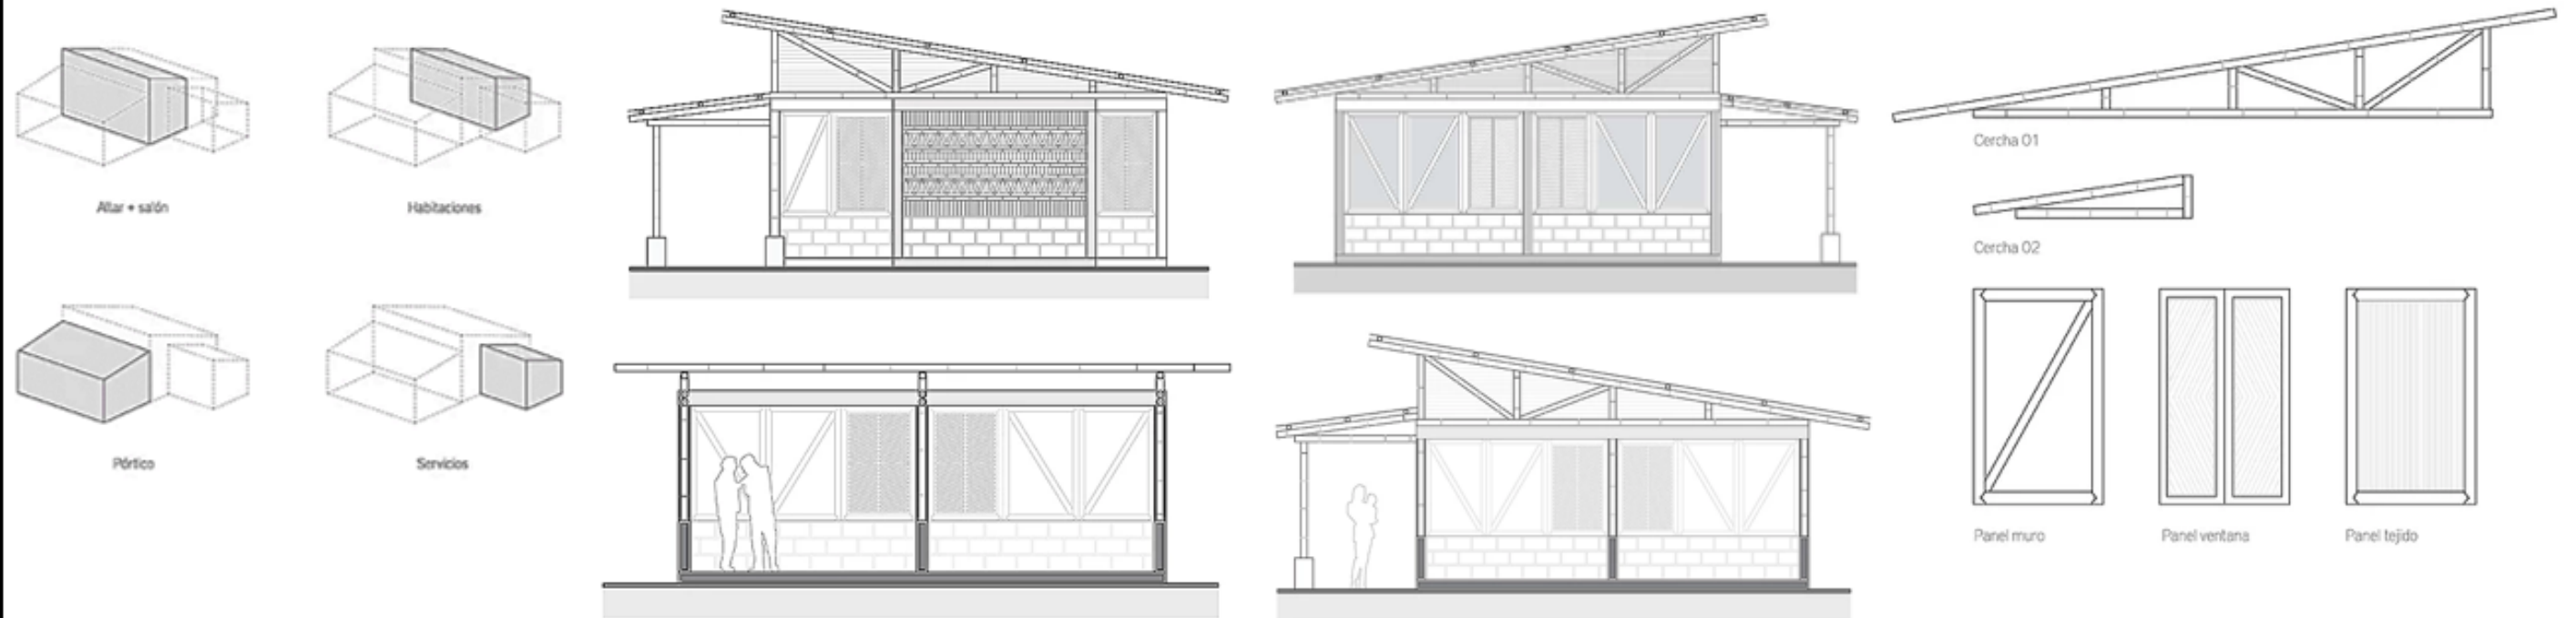 Altar + salón
Habitaciones
Pórtico
Servicios
Cercha 01
Cercha 02
Panel muro
Panel ventana
Panel tejido